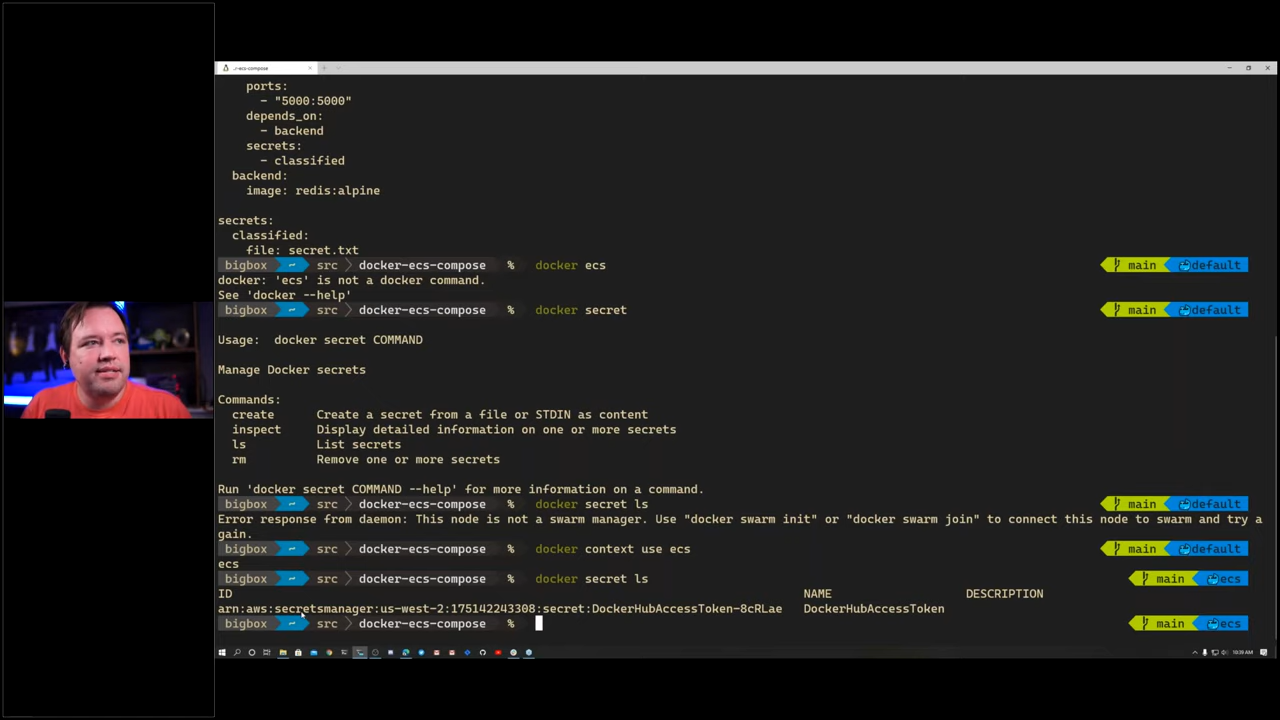 ..-ecs-compose
ports:
- "5000:5000"
depends_on:
- backend
secrets:
- classified
backend:
image: redis:alpine
secrets:
classified:
file: secret.txt
bigbox ~ src docker-ecs-compose % docker ecs main default
docker: 'ecs' is not a docker command.
See 'docker --help'
bigbox ~ src docker-ecs-compose % docker secret main default
Usage: docker secret COMMAND
Manage Docker secrets
Commands:
create Create a secret from a file or STDIN as content
inspect Display detailed information on one or more secrets
ls List secrets
rm Remove one or more secrets
Run 'docker secret COMMAND --help' for more information on a command.
bigbox ~ src docker-ecs-compose % docker secret ls main default
Error response from daemon: This node is not a swarm manager. Use "docker swarm init" or "docker swarm join" to connect this node to swarm and try a
gain.
bigbox ~ src docker-ecs-compose % docker context use ecs main default
ecs
bigbox ~ src docker-ecs-compose % docker secret ls main ecs
ID NAME DESCRIPTION
arn:aws:secretsmanager:us-west-2:175142243308:secret:DockerHubAccessToken-8cRLae DockerHubAccessToken
bigbox ~ src docker-ecs-compose % main ecs
10:39 AM